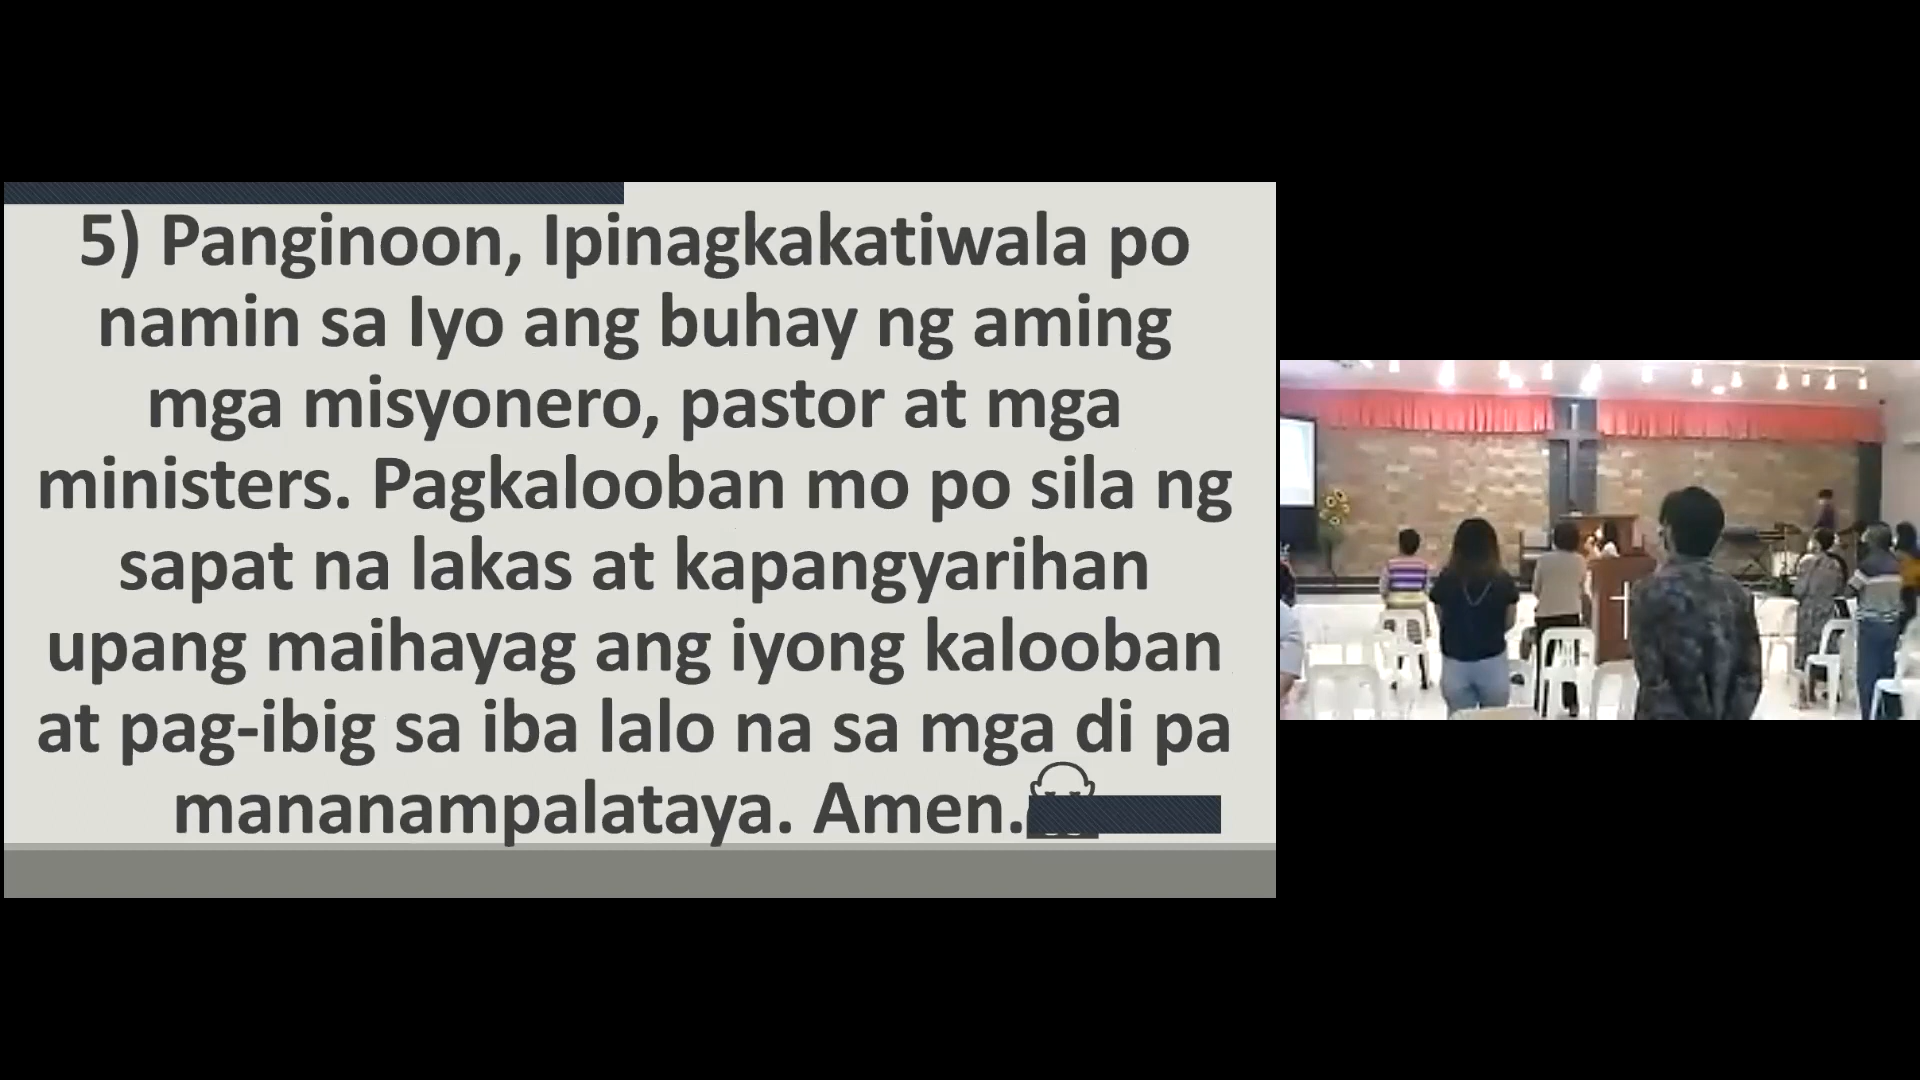 5) Panginoon, Ipinagkakatiwala po
namin sa Iyo ang buhay ng aming
mga misyonero, pastor at mga
ministers. Pagkalooban mo po sila ng
sapat na lakas at kapangyarihan
upang maihayag ang iyong kalooban
at pag-ibig sa iba lalo na sa mga di pa
mananampalataya. Amen.